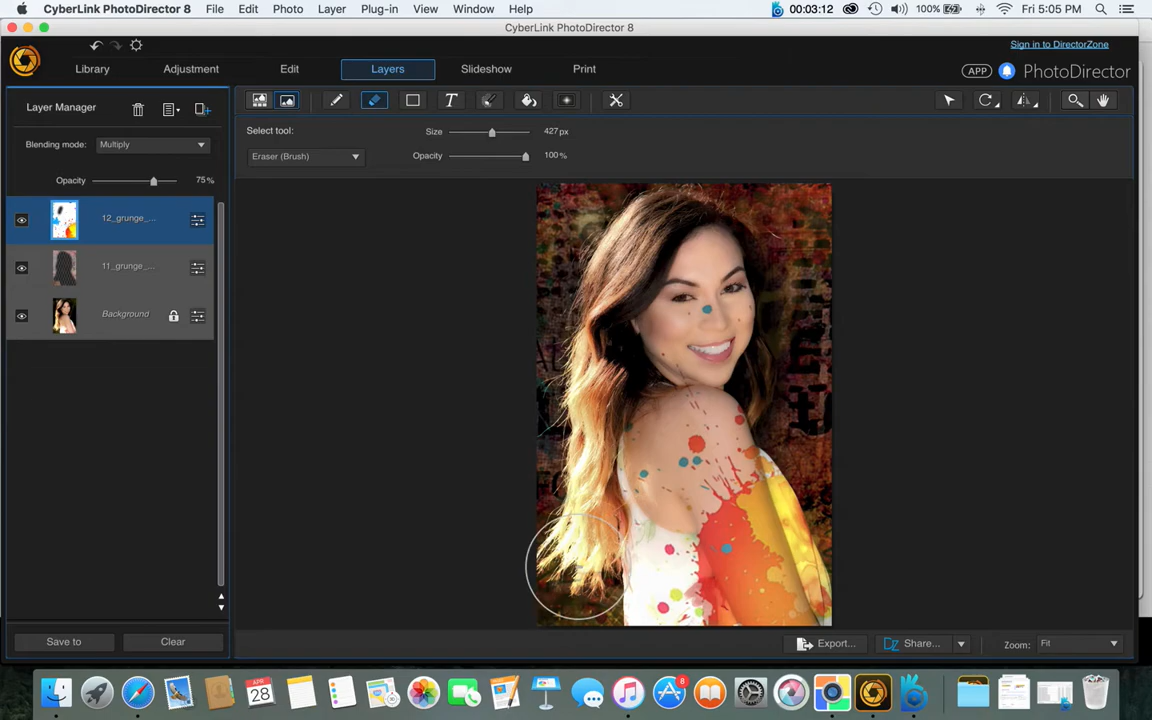 CyberLink PhotoDirector 8 File Edit Photo Layer Plug-in View Window Help 00:03:12 100% Fri 5:05 PM
CyberLink PhotoDirector 8
Sign in to DirectorZone
Library Adjustment Edit Layers Slideshow Print APP PhotoDirector
Layer Manager
Select tool: Size 427 px
Blending mode: Multiply
Eraser (Brush) Opacity 100 %
Opacity 75 %
12_grunge_...
11_grunge_...
Background
Save to Clear Export... Share... Zoom: Fit
APR
28
8